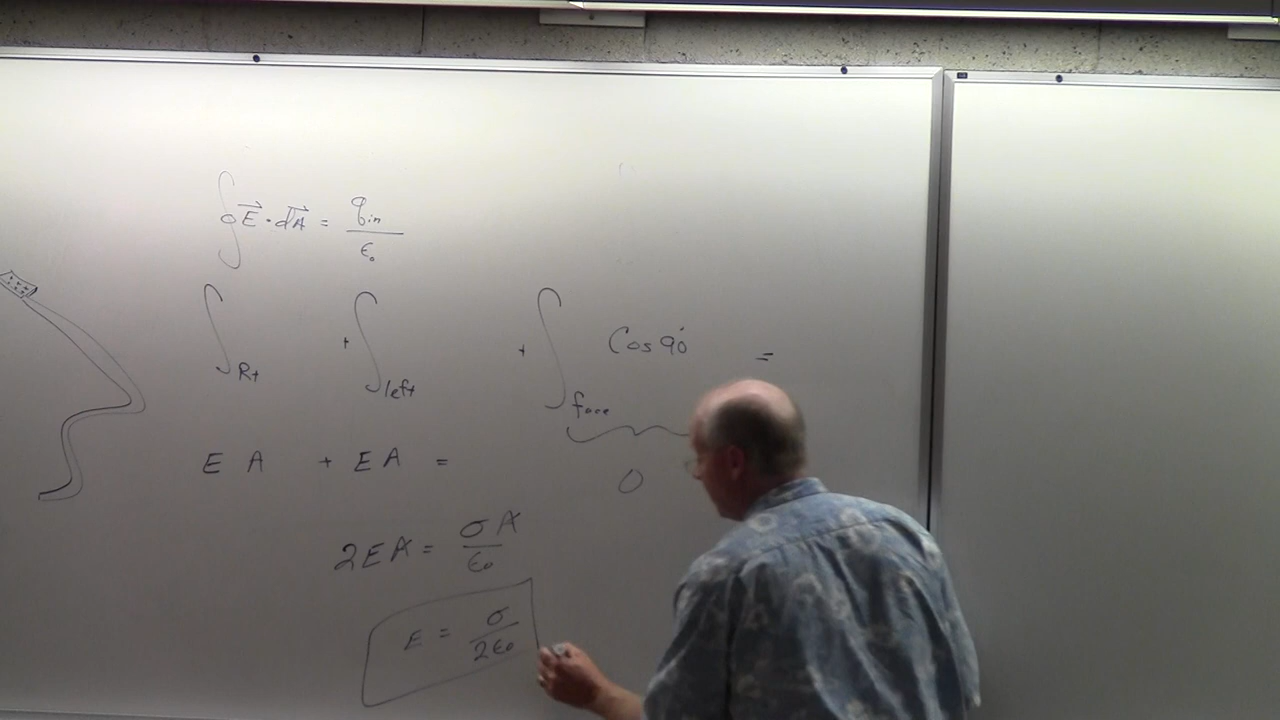 ∮ E⃗ · dA⃗ = q_in / ε₀
∫_Rt + ∫_left + ∫_face Cos 90° =
E A + E A = 0
2EA = σA / ε₀
E = σ / 2ε₀